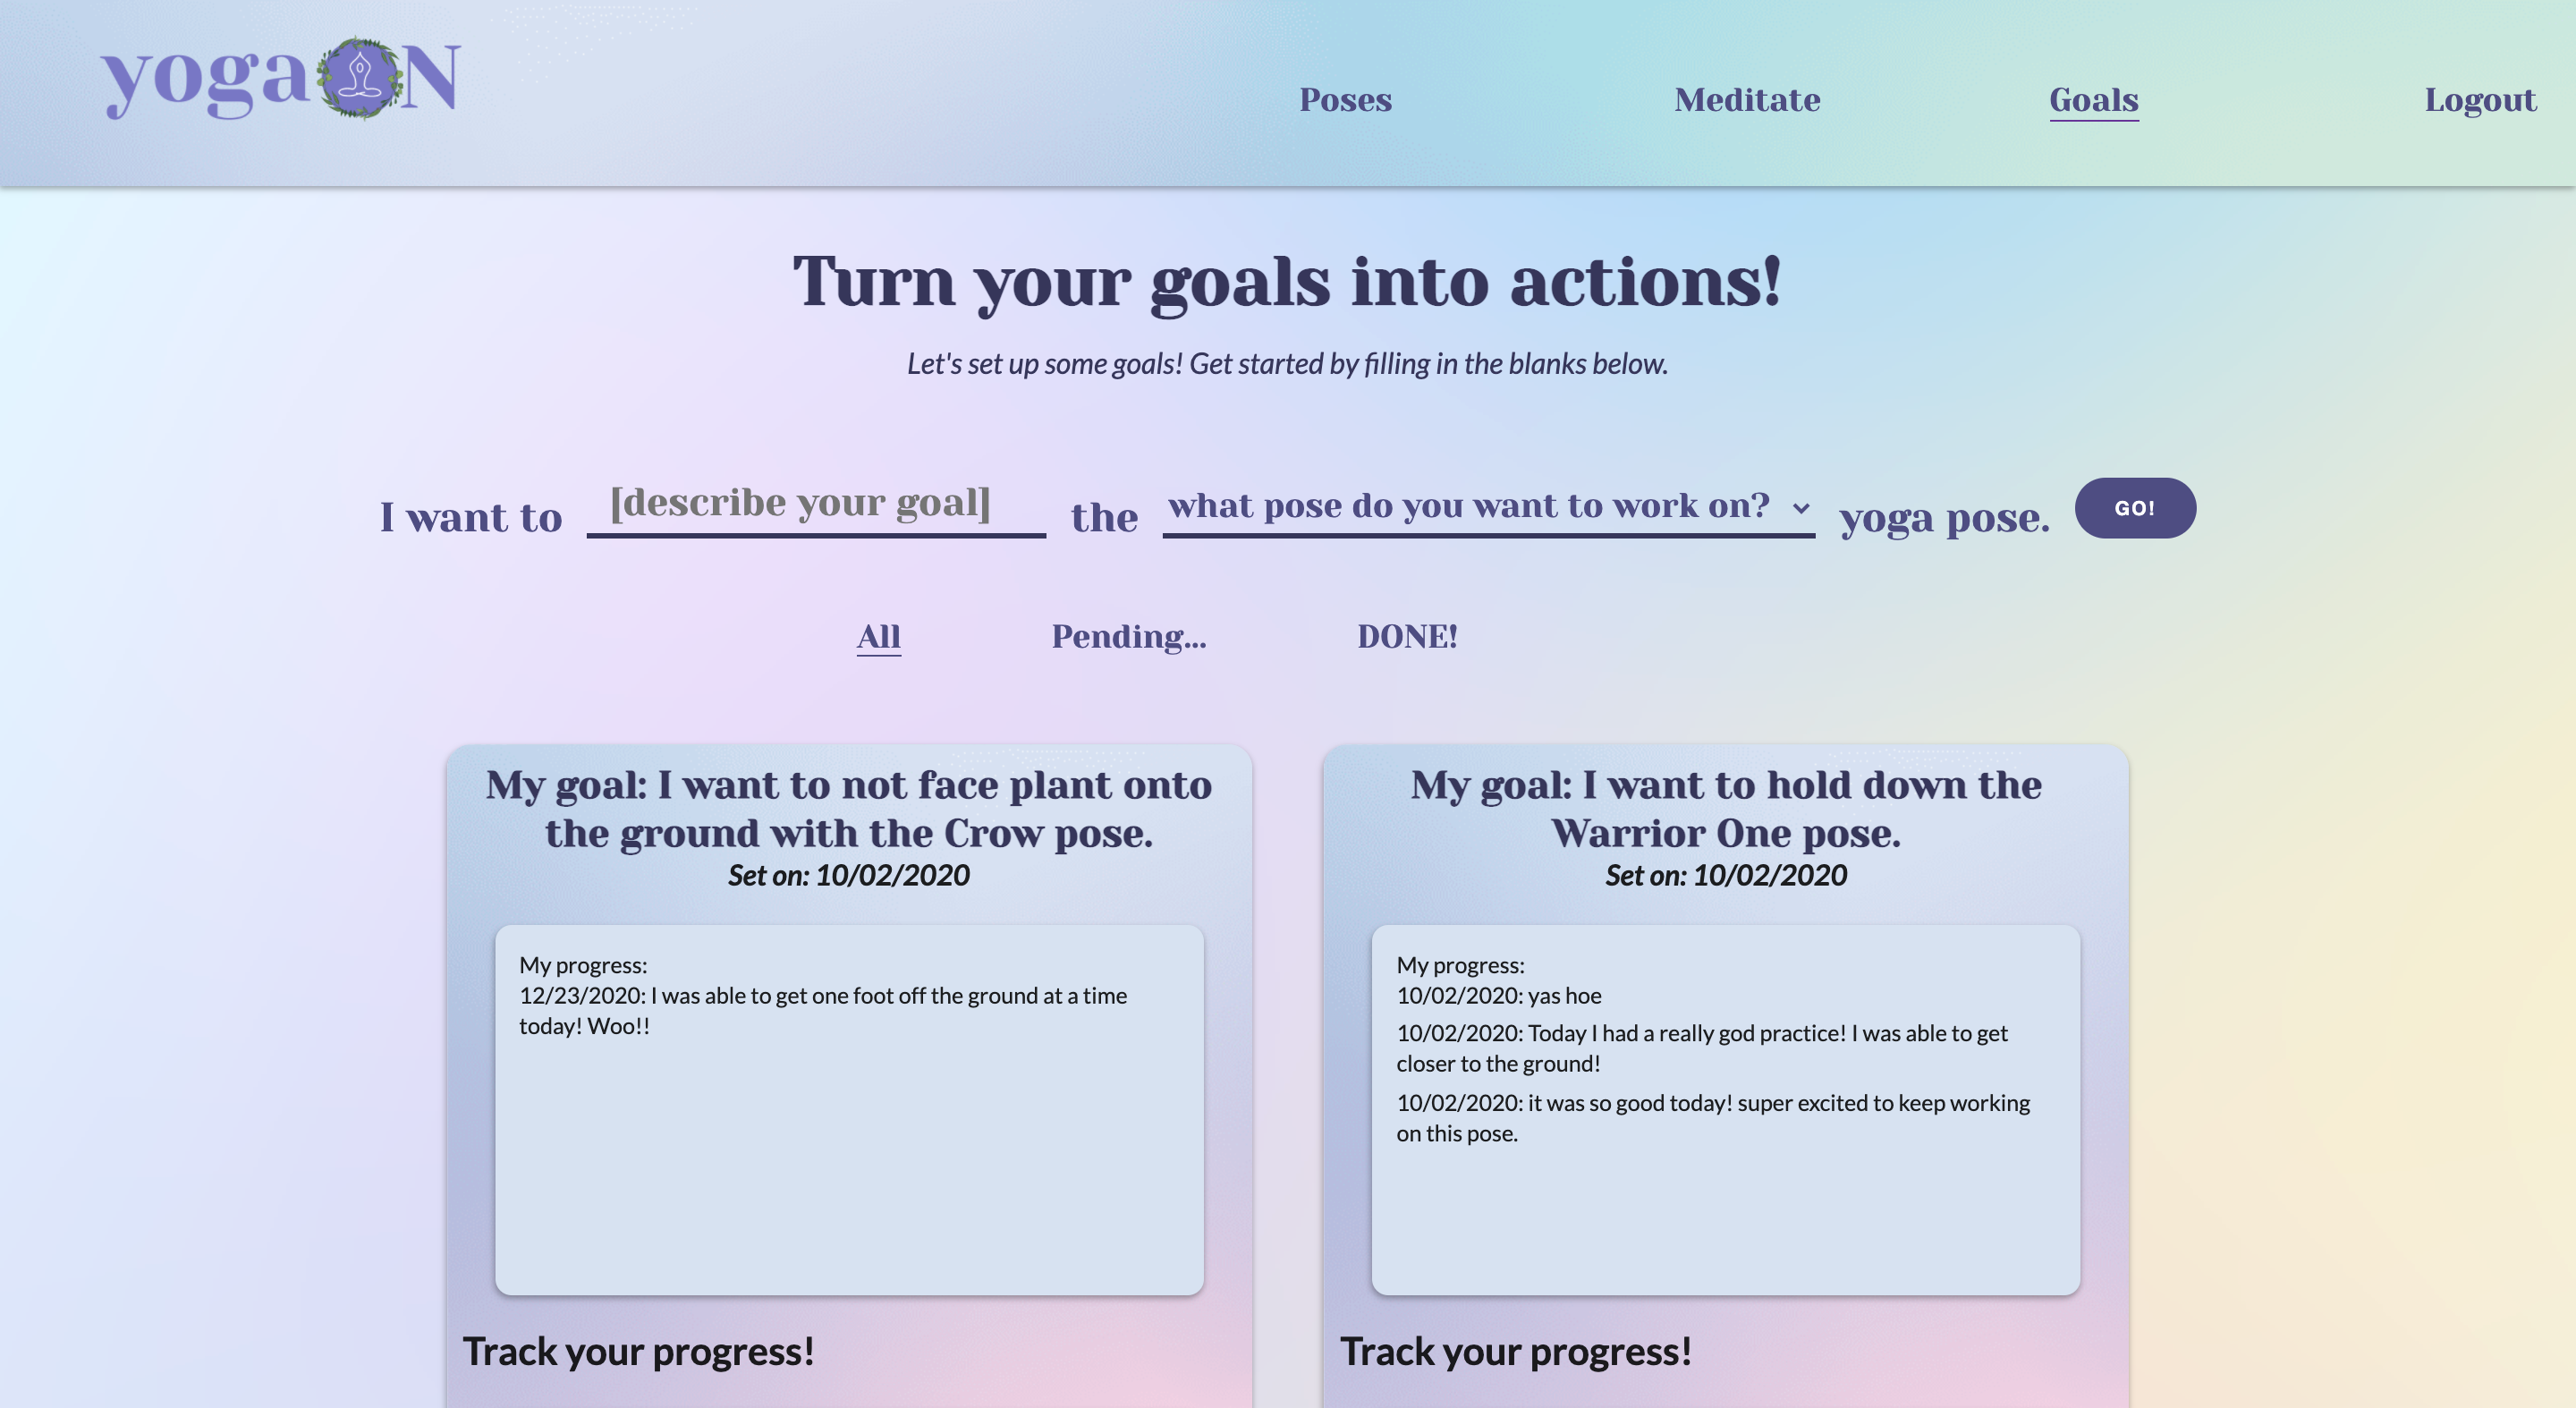 yogaON
Poses
Meditate
Goals
Logout
Turn your goals into actions!
Let's set up some goals! Get started by filling in the blanks below.
I want to [describe your goal] the what pose do you want to work on? yoga pose. GO!
All
Pending...
DONE!
My goal: I want to not face plant onto
the ground with the Crow pose.
Set on: 10/02/2020
My progress:
12/23/2020: I was able to get one foot off the ground at a time
today! Woo!!
Track your progress!
My goal: I want to hold down the
Warrior One pose.
Set on: 10/02/2020
My progress:
10/02/2020: yas hoe
10/02/2020: Today I had a really god practice! I was able to get
closer to the ground!
10/02/2020: it was so good today! super excited to keep working
on this pose.
Track your progress!